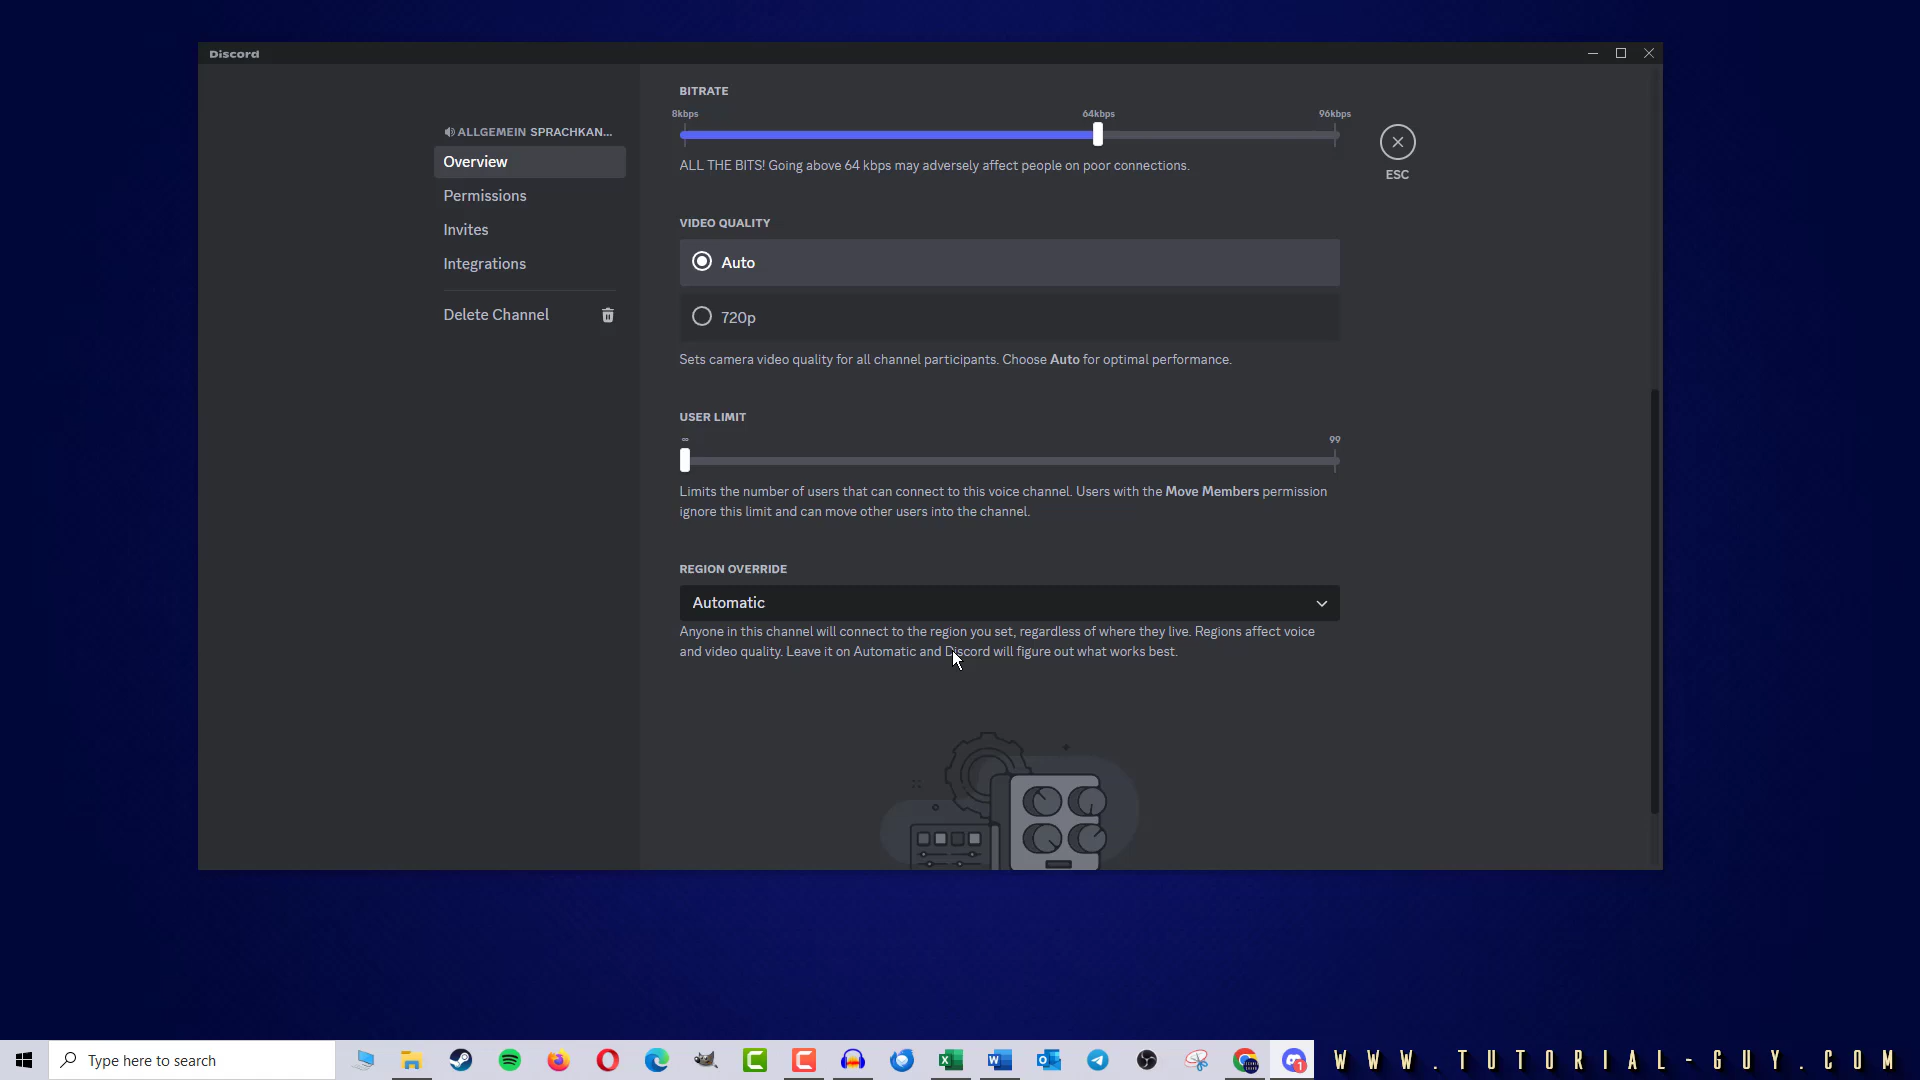 Discord
ALLGEMEIN SPRACHKAN...
Overview
Permissions
Invites
Integrations
Delete Channel
BITRATE
8kbps 64kbps 96kbps
ALL THE BITS! Going above 64 kbps may adversely affect people on poor connections.
ESC
VIDEO QUALITY
Auto
720p
Sets camera video quality for all channel participants. Choose Auto for optimal performance.
USER LIMIT
∞ 99
Limits the number of users that can connect to this voice channel. Users with the Move Members permission
ignore this limit and can move other users into the channel.
REGION OVERRIDE
Automatic
Anyone in this channel will connect to the region you set, regardless of where they live. Regions affect voice
and video quality. Leave it on Automatic and Discord will figure out what works best.
Type here to search
1
WWW.TUTORIAL-GUY.COM